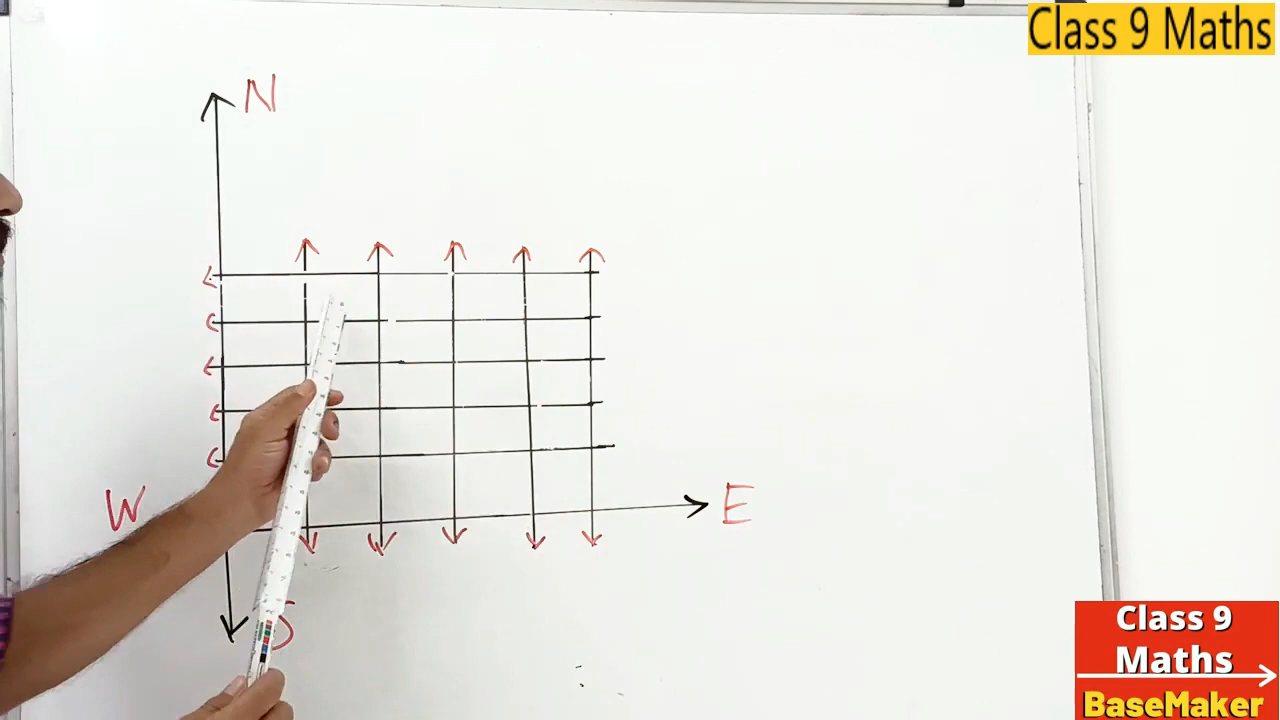 Class 9 Maths
N
W
E
S
Class 9
Maths
BaseMaker